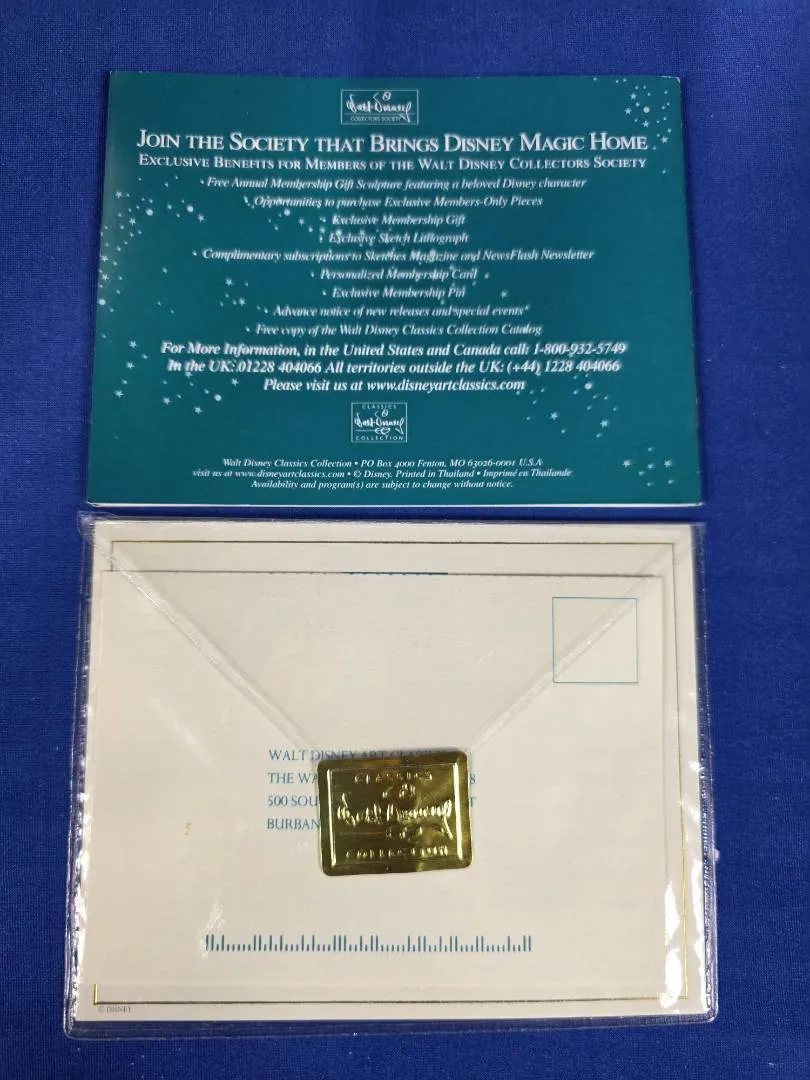 Walt Disney
COLLECTORS SOCIETY
JOIN THE SOCIETY THAT BRINGS DISNEY MAGIC HOME
EXCLUSIVE BENEFITS FOR MEMBERS OF THE WALT DISNEY COLLECTORS SOCIETY
• Free Annual Membership Gift Sculpture featuring a beloved Disney character
• Opportunities to purchase Exclusive Members-Only Pieces
• Exclusive Membership Gift
• Exclusive Sketch Lithograph
• Complimentary subscriptions to Sketches Magazine and NewsFlash Newsletter
• Personalized Membership Card
• Exclusive Membership Pin
• Advance notice of new releases and special events*
• Free copy of the Walt Disney Classics Collection Catalog
For More Information, in the United States and Canada call: 1-800-932-5749
In the UK: 01228 404066 All territories outside the UK: (+44) 1228 404066
Please visit us at www.disneyartclassics.com
CLASSICS
Walt Disney
COLLECTION
Walt Disney Classics Collection • PO Box 4000 Fenton, MO 63026-0001 U.S.A
visit us at www.disneyartclassics.com • © Disney. Printed in Thailand • Imprimé en Thaïlande
Availability and program(s) are subject to change without notice.
WALT DISNEY ART
THE
500
CLASSICS
Walt Disney
COLLECTION
© DISNEY